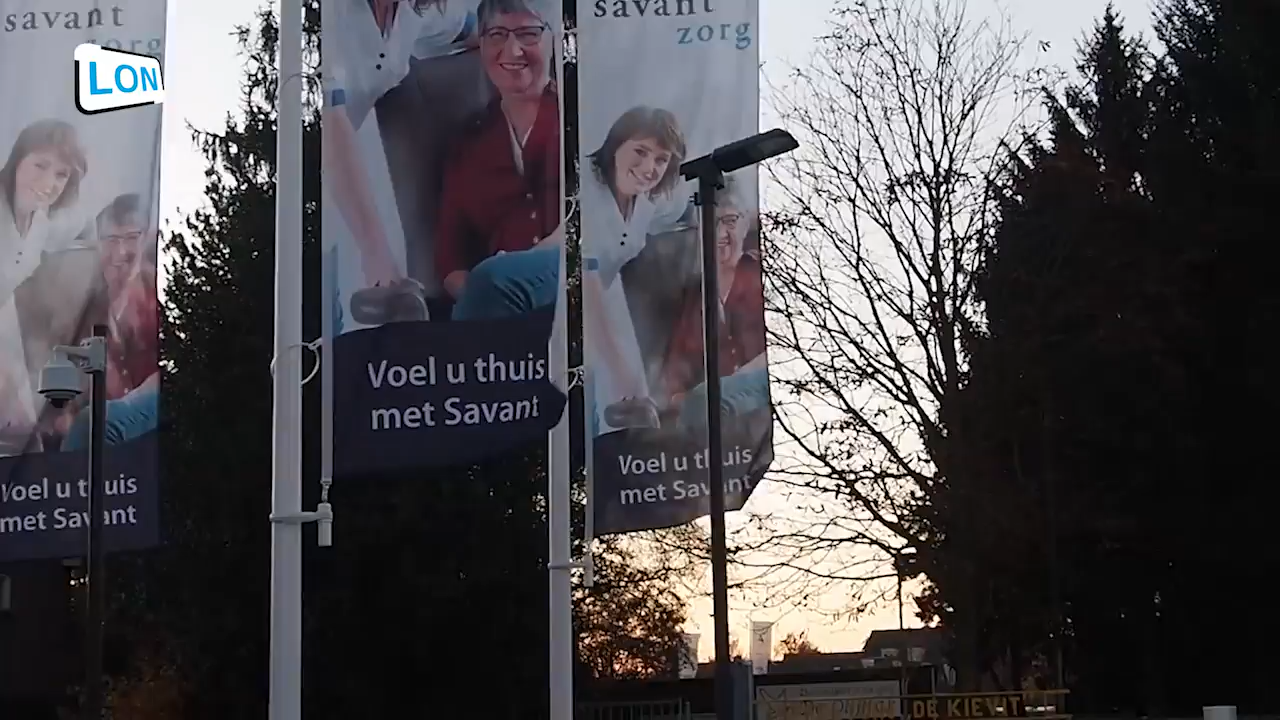 savant
zorg
LON
Voel u thuis
met Savant
savant
zorg
Voel u thuis
met Savant
Voel u thuis
met Savant
DE KIEVIT